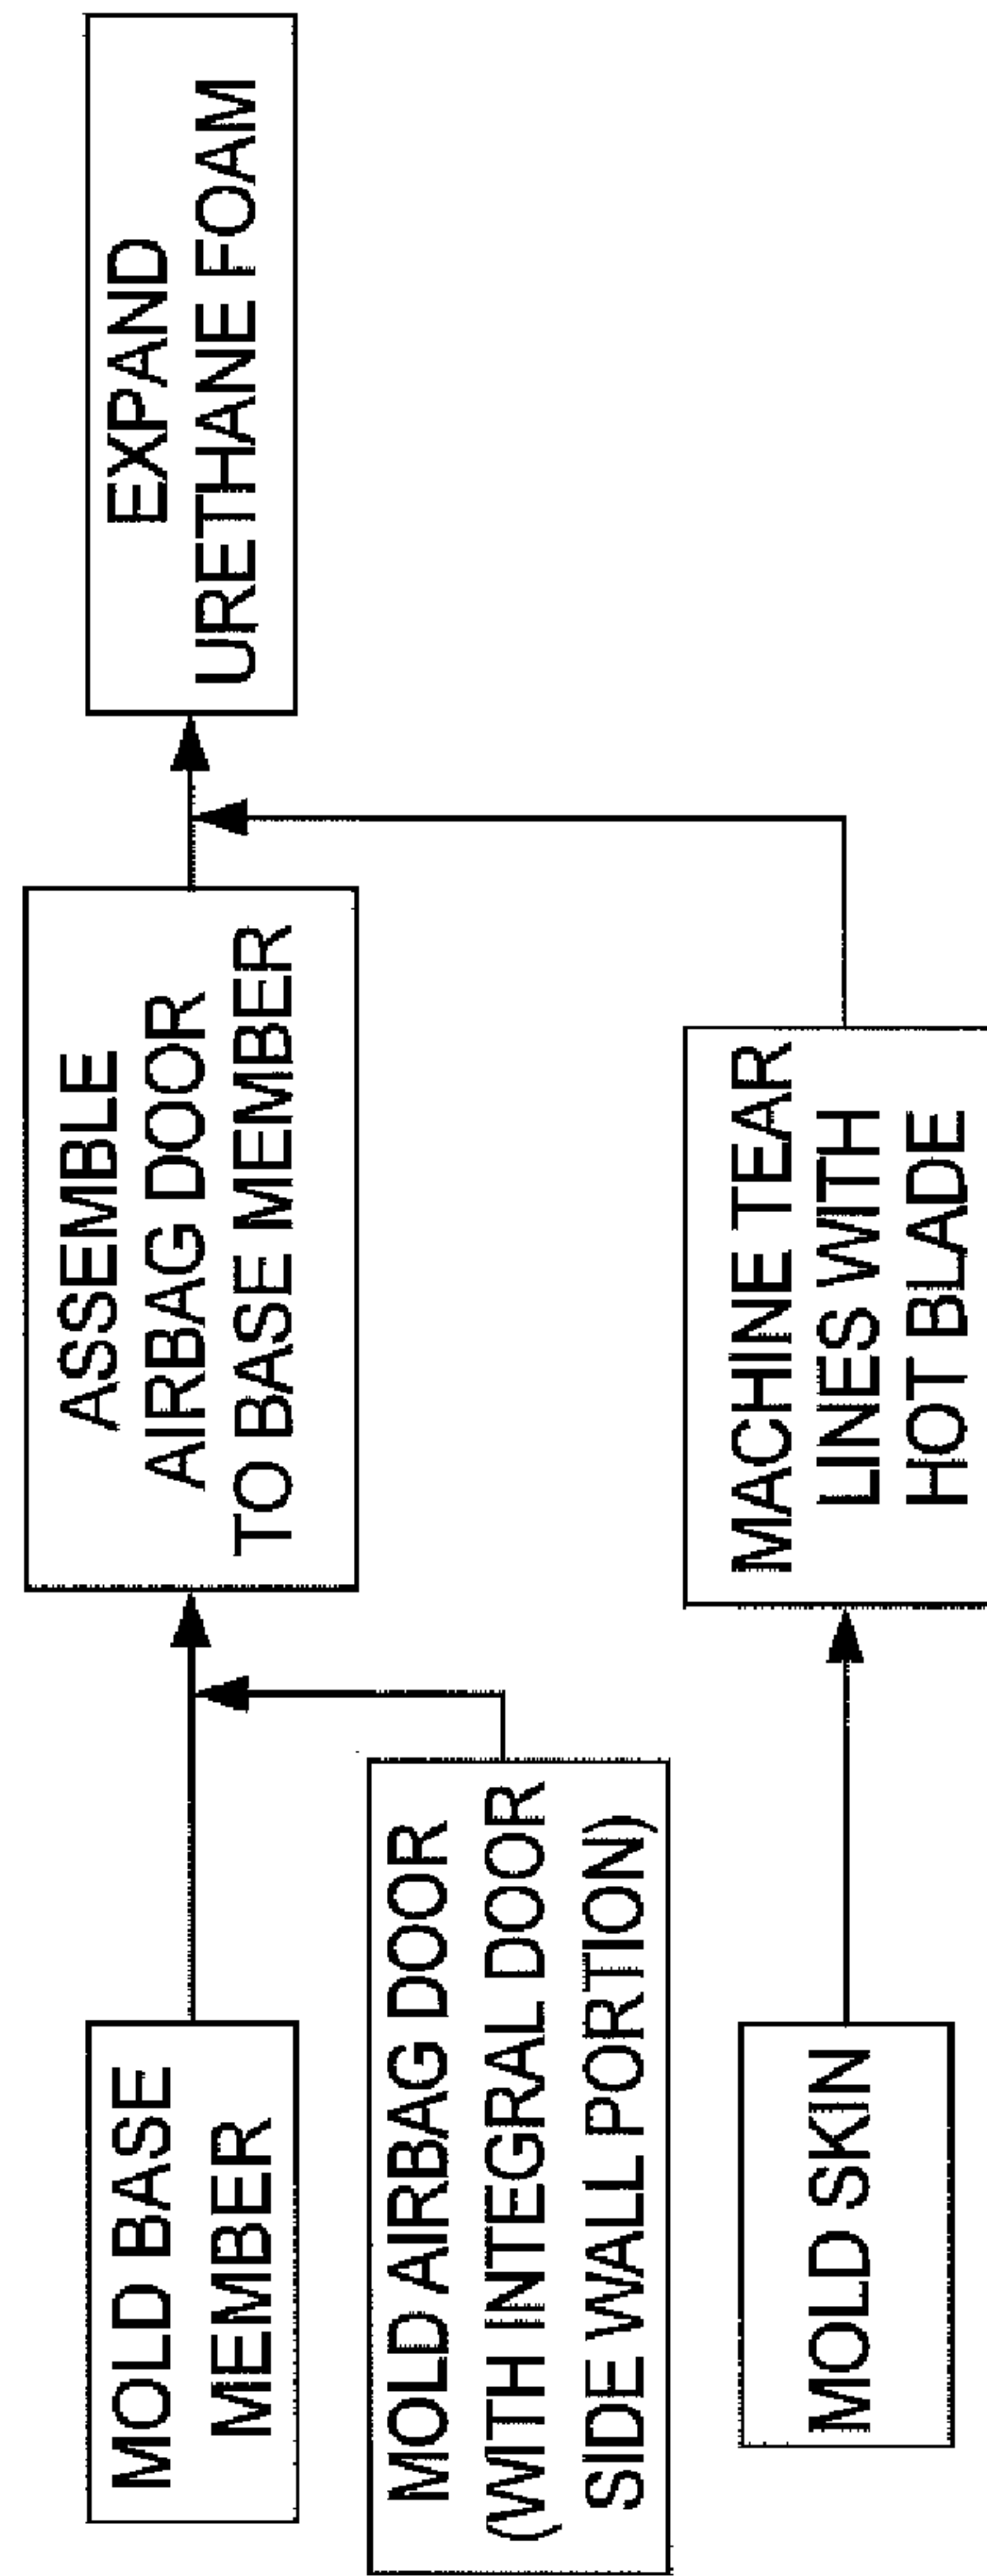 MOLD BASE
MEMBER
ASSEMBLE
AIRBAG DOOR
TO BASE MEMBER
EXPAND
URETHANE FOAM
MOLD AIRBAG DOOR
(WITH INTEGRAL DOOR
SIDE WALL PORTION)
MOLD SKIN
MACHINE TEAR
LINES WITH
HOT BLADE